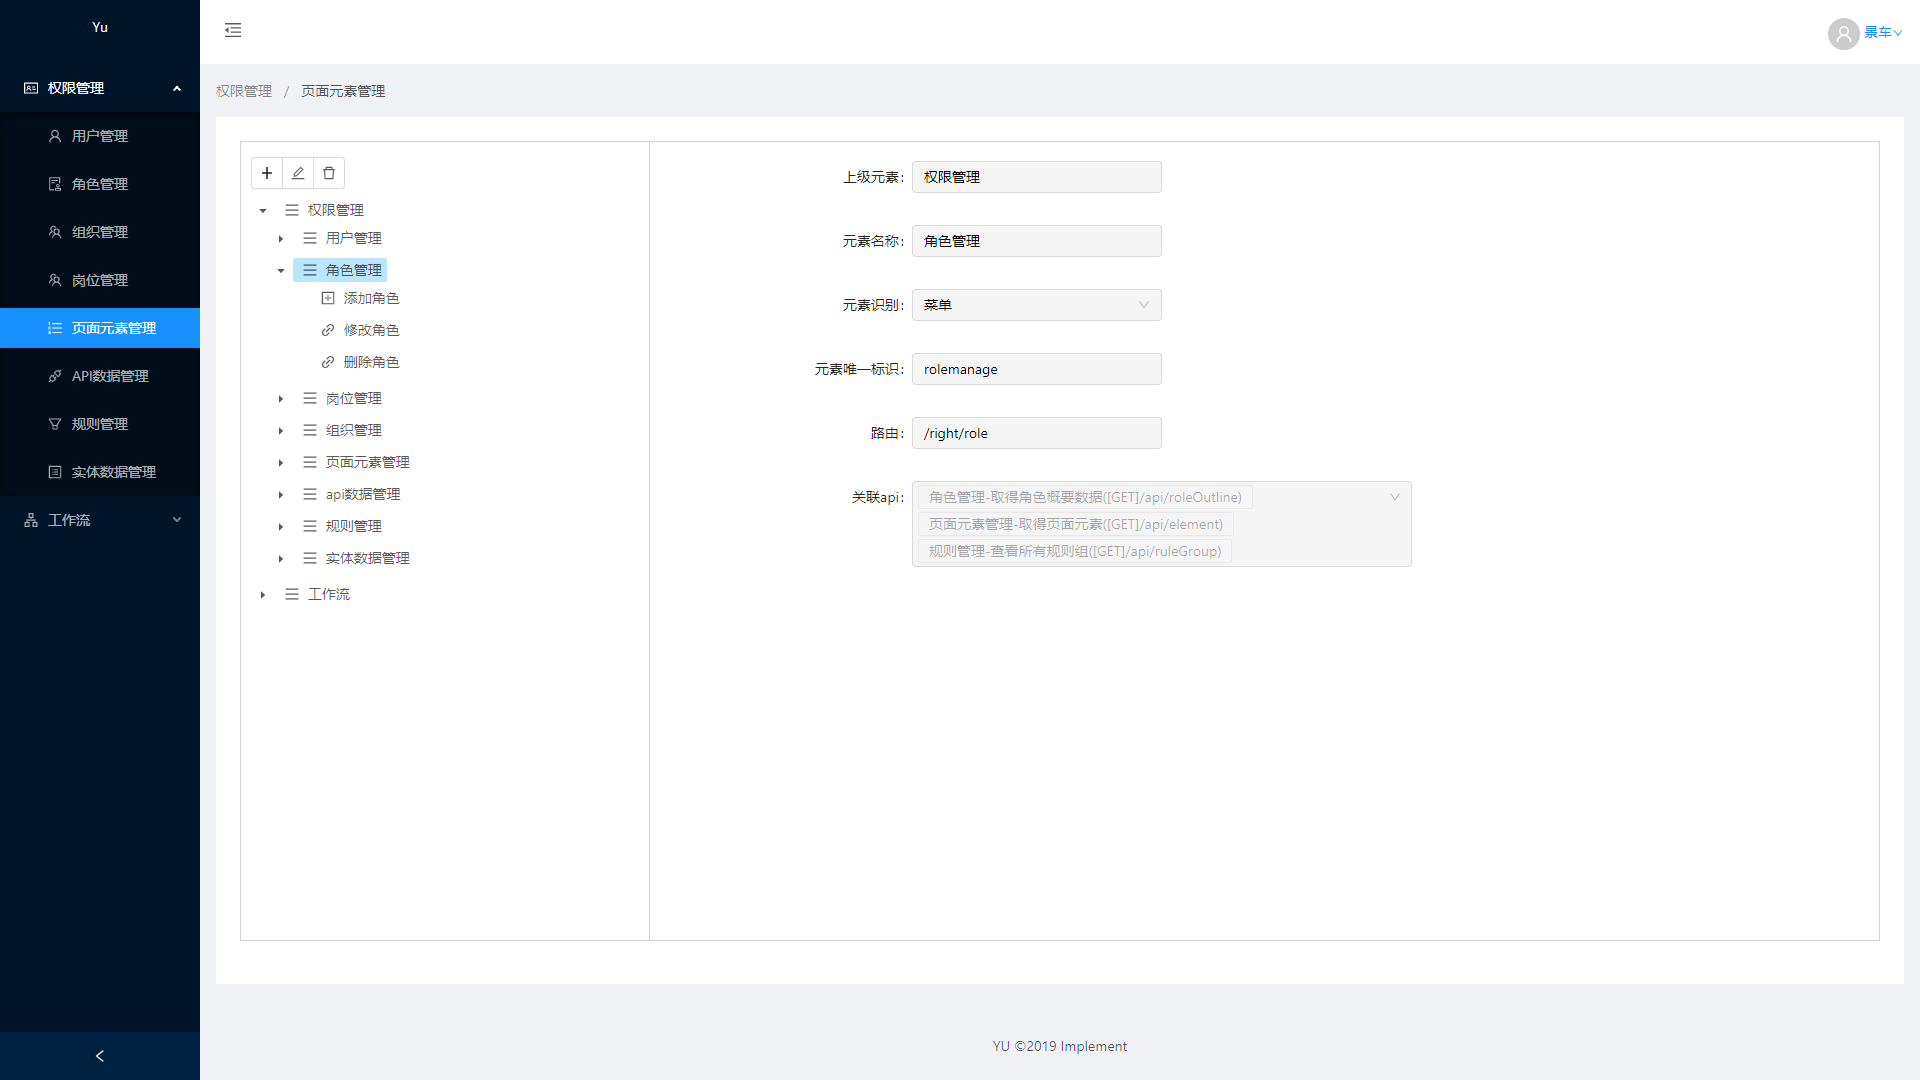 Yu
权限管理
用户管理
角色管理
组织管理
岗位管理
页面元素管理
API数据管理
规则管理
实体数据管理
工作流
景车
权限管理 / 页面元素管理
权限管理
用户管理
角色管理
添加角色
修改角色
删除角色
岗位管理
组织管理
页面元素管理
api数据管理
规则管理
实体数据管理
工作流
上级元素: 权限管理
元素名称: 角色管理
元素识别: 菜单
元素唯一标识: rolemanage
路由: /right/role
关联api: 角色管理-取得角色概要数据([GET]/api/roleOutline)
页面元素管理-取得页面元素([GET]/api/element)
规则管理-查看所有规则组([GET]/api/ruleGroup)
YU ©2019 Implement